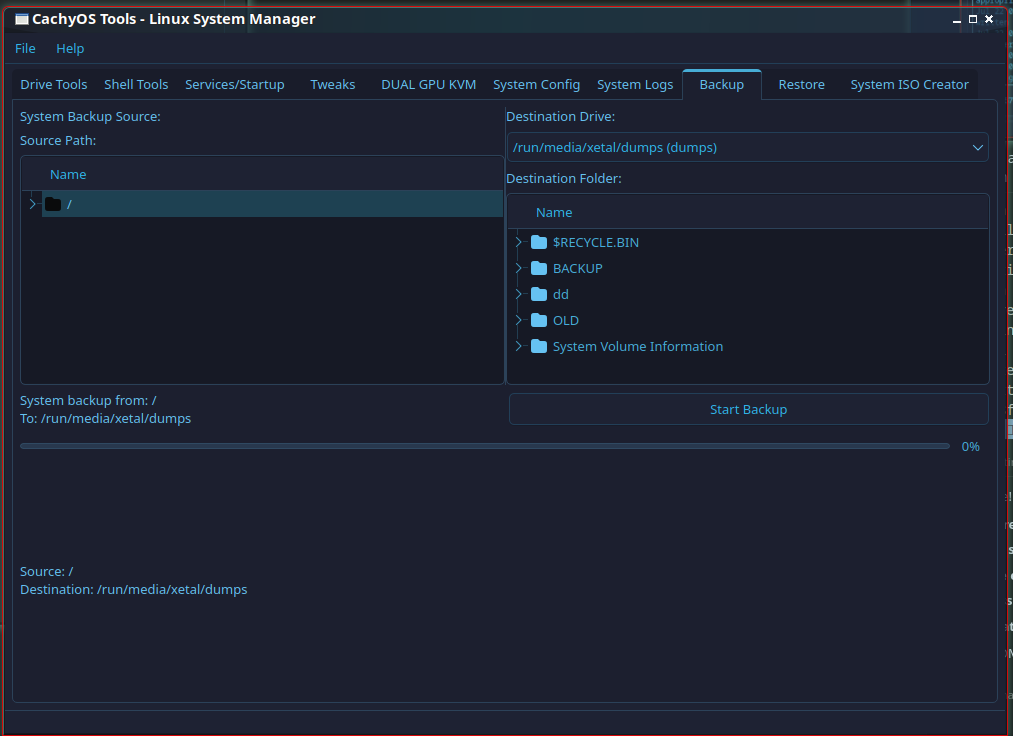 CachyOS Tools - Linux System Manager
File Help
Drive Tools Shell Tools Services/Startup Tweaks DUAL GPU KVM System Config System Logs Backup Restore System ISO Creator
System Backup Source:
Source Path:
Name
/
Destination Drive:
/run/media/xetal/dumps (dumps)
Destination Folder:
Name
$RECYCLE.BIN
BACKUP
dd
OLD
System Volume Information
System backup from: /
To: /run/media/xetal/dumps
Start Backup
0%
Source: /
Destination: /run/media/xetal/dumps